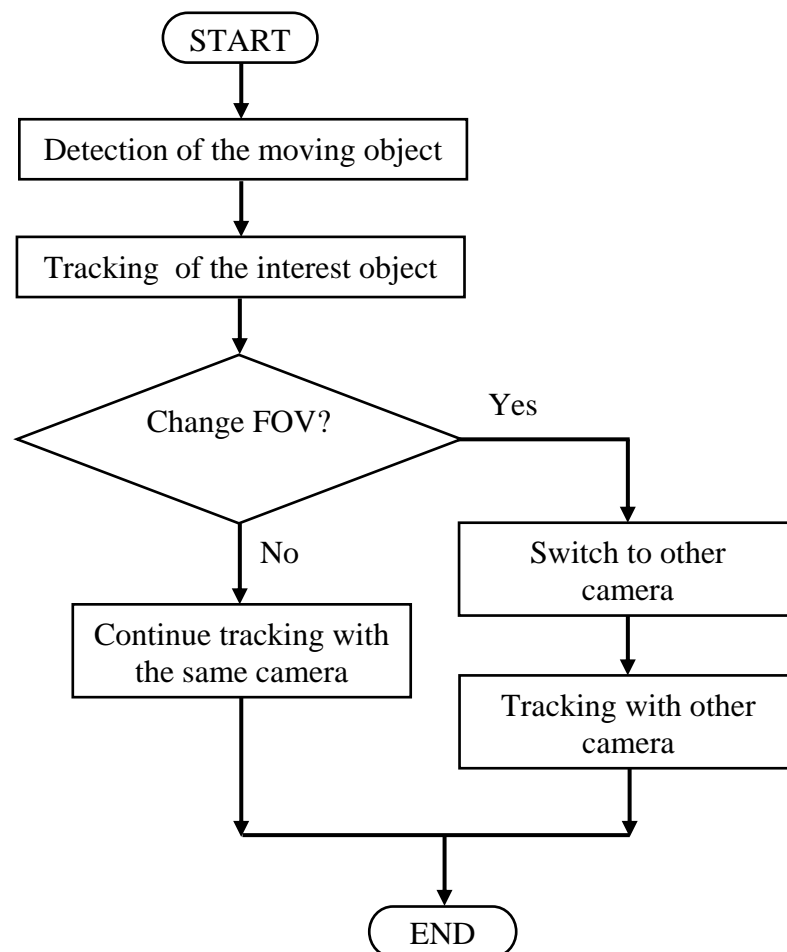 START
Detection of the moving object
Tracking of the interest object
Change FOV?
Yes
No
Switch to other
camera
Continue tracking with
the same camera
Tracking with other
camera
END